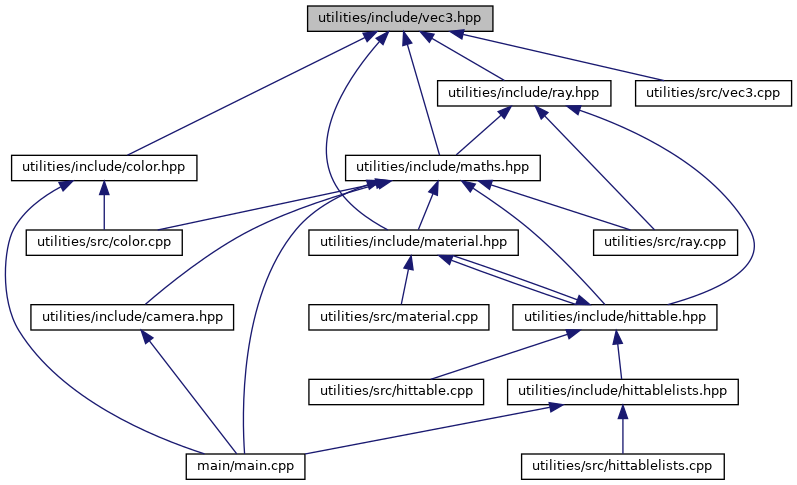 utilities/include/vec3.hpp
utilities/include/ray.hpp
utilities/src/vec3.cpp
utilities/include/color.hpp
utilities/include/maths.hpp
utilities/src/color.cpp
utilities/include/material.hpp
utilities/src/ray.cpp
utilities/include/camera.hpp
utilities/src/material.cpp
utilities/include/hittable.hpp
utilities/src/hittable.cpp
utilities/include/hittablelists.hpp
main/main.cpp
utilities/src/hittablelists.cpp